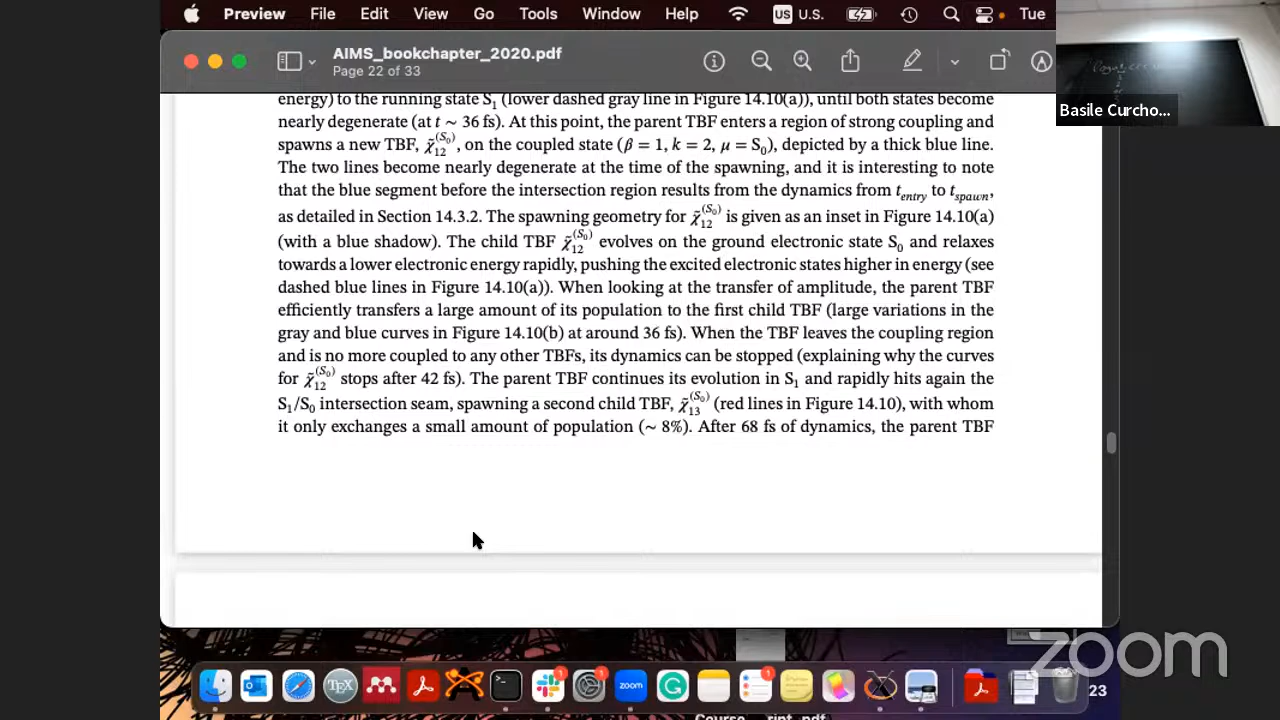 Preview File Edit View Go Tools Window Help US U.S. Tue
AIMS_bookchapter_2020.pdf
Page 22 of 33
Basile Curcho...
energy) to the running state S₁ (lower dashed gray line in Figure 14.10(a)), until both states become
nearly degenerate (at t ∼ 36 fs). At this point, the parent TBF enters a region of strong coupling and
spawns a new TBF, χ̃₁₂^(S₀), on the coupled state (β = 1, k = 2, μ = S₀), depicted by a thick blue line.
The two lines become nearly degenerate at the time of the spawning, and it is interesting to note
that the blue segment before the intersection region results from the dynamics from t_entry to t_spawn,
as detailed in Section 14.3.2. The spawning geometry for χ̃₁₂^(S₀) is given as an inset in Figure 14.10(a)
(with a blue shadow). The child TBF χ̃₁₂^(S₀) evolves on the ground electronic state S₀ and relaxes
towards a lower electronic energy rapidly, pushing the excited electronic states higher in energy (see
dashed blue lines in Figure 14.10(a)). When looking at the transfer of amplitude, the parent TBF
efficiently transfers a large amount of its population to the first child TBF (large variations in the
gray and blue curves in Figure 14.10(b) at around 36 fs). When the TBF leaves the coupling region
and is no more coupled to any other TBFs, its dynamics can be stopped (explaining why the curves
for χ̃₁₂^(S₀) stops after 42 fs). The parent TBF continues its evolution in S₁ and rapidly hits again the
S₁/S₀ intersection seam, spawning a second child TBF, χ̃₁₃^(S₀) (red lines in Figure 14.10), with whom
it only exchanges a small amount of population (∼ 8%). After 68 fs of dynamics, the parent TBF
zoom
TEX
zoom
23